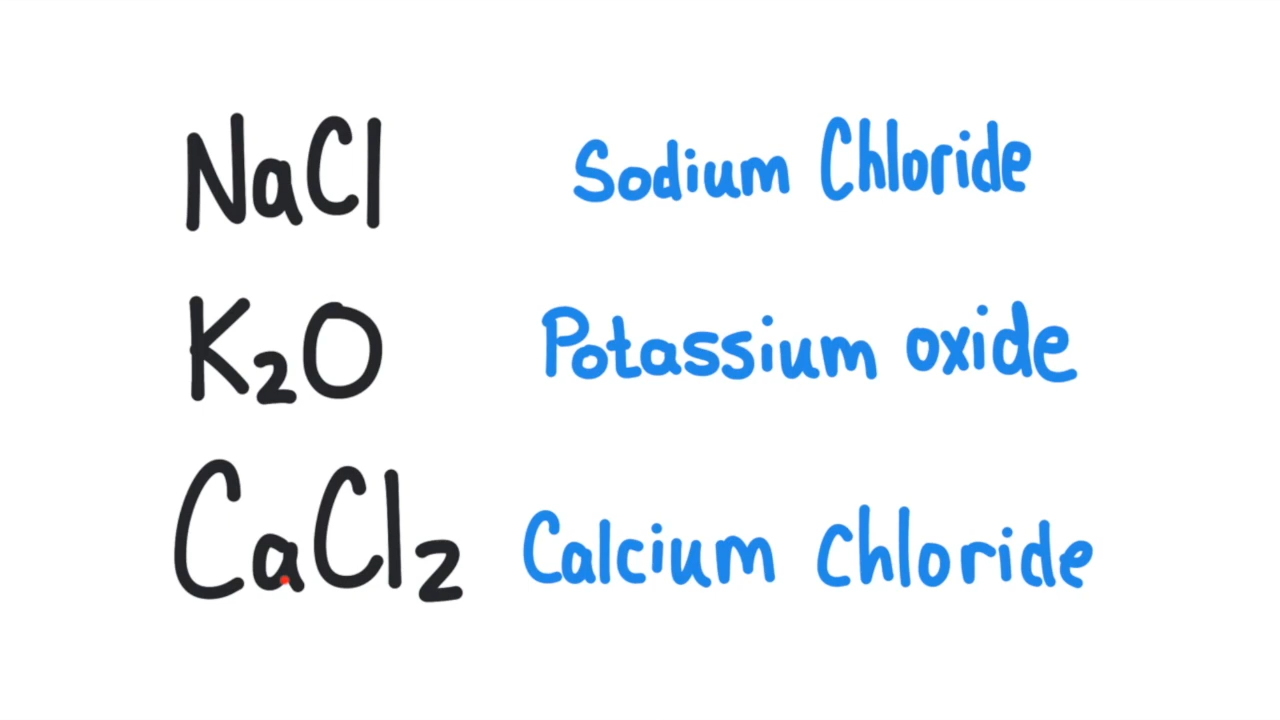 NaCl Sodium Chloride
K₂O Potassium oxide
CaCl₂ Calcium Chloride